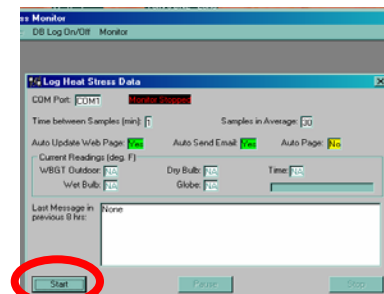 ss Monitor
DB Log On/Off Monitor
Log Heat Stress Data
COM Port: COM1 Monitor Stopped
Time between Samples (min): 1 Samples in Average: 30
Auto Update Web Page: Yes Auto Send Email: Yes Auto Page: No
Current Readings (deg. F)
WBGT Outdoor: NA Dry Bulb: NA Time: NA
Wet Bulb: NA Globe: NA
Last Message in previous 8 hrs: None
Start Pause Stop